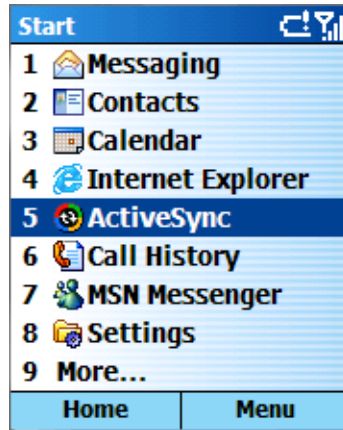 Start
1 Messaging
2 Contacts
3 Calendar
4 Internet Explorer
5 ActiveSync
6 Call History
7 MSN Messenger
8 Settings
9 More...
Home Menu